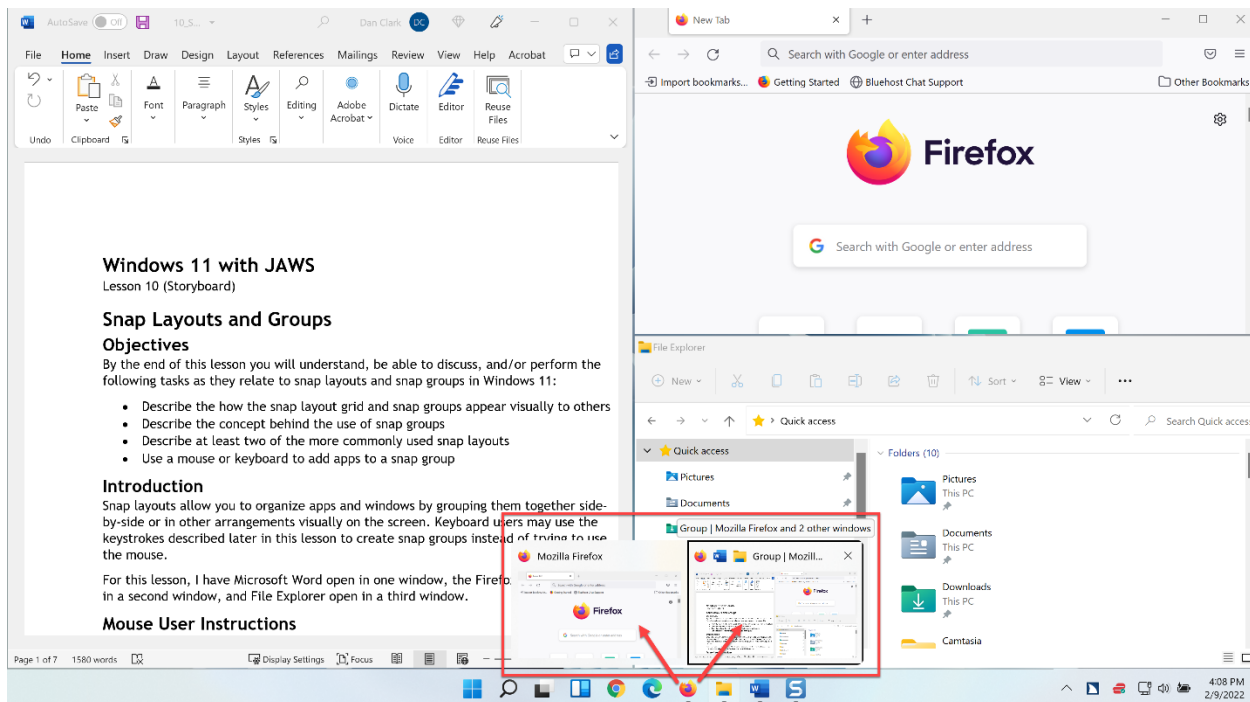 AutoSave Off 10_S... Dan Clark DC
File Home Insert Draw Design Layout References Mailings Review View Help Acrobat
Paste Font Paragraph Styles Editing Adobe Acrobat Dictate Editor Reuse Files
Undo Clipboard Styles Voice Editor Reuse Files
Windows 11 with JAWS
Lesson 10 (Storyboard)
Snap Layouts and Groups
Objectives
By the end of this lesson you will understand, be able to discuss, and/or perform the
following tasks as they relate to snap layouts and snap groups in Windows 11:
• Describe the how the snap layout grid and snap groups appear visually to others
• Describe the concept behind the use of snap groups
• Describe at least two of the more commonly used snap layouts
• Use a mouse or keyboard to add apps to a snap group
Introduction
Snap layouts allow you to organize apps and windows by grouping them together side-
by-side or in other arrangements visually on the screen. Keyboard users may use the
keystrokes described later in this lesson to create snap groups instead of trying to use
the mouse.
For this lesson, I have Microsoft Word open in one window, the Firefo
in a second window, and File Explorer open in a third window.
Mouse User Instructions
Page 1 of 7 1580 words Display Settings Focus
New Tab
Search with Google or enter address
Import bookmarks... Getting Started Bluehost Chat Support Other Bookmarks
Firefox
Search with Google or enter address
File Explorer
New Sort View
Quick access Search Quick acces
Quick access
Pictures
Documents
Folders (10)
Pictures
This PC
Documents
This PC
Downloads
This PC
Camtasia
Group | Mozilla Firefox and 2 other windows
Mozilla Firefox
Firefox
Group | Mozill...
Firefox
4:08 PM
2/9/2022